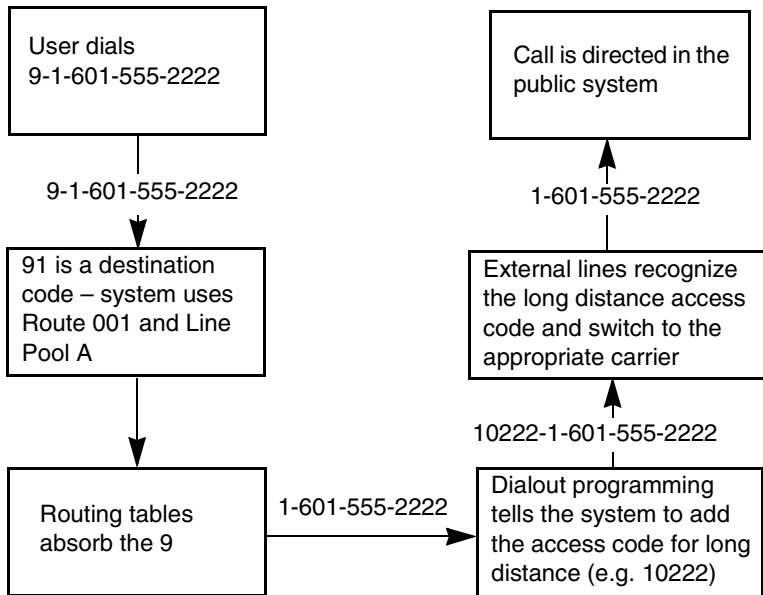 User dials
9-1-601-555-2222
9-1-601-555-2222
91 is a destination
code – system uses
Route 001 and Line
Pool A
Routing tables
absorb the 9
1-601-555-2222
Dialout programming
tells the system to add
the access code for long
distance (e.g. 10222)
10222-1-601-555-2222
External lines recognize
the long distance access
code and switch to the
appropriate carrier
1-601-555-2222
Call is directed in the
public system